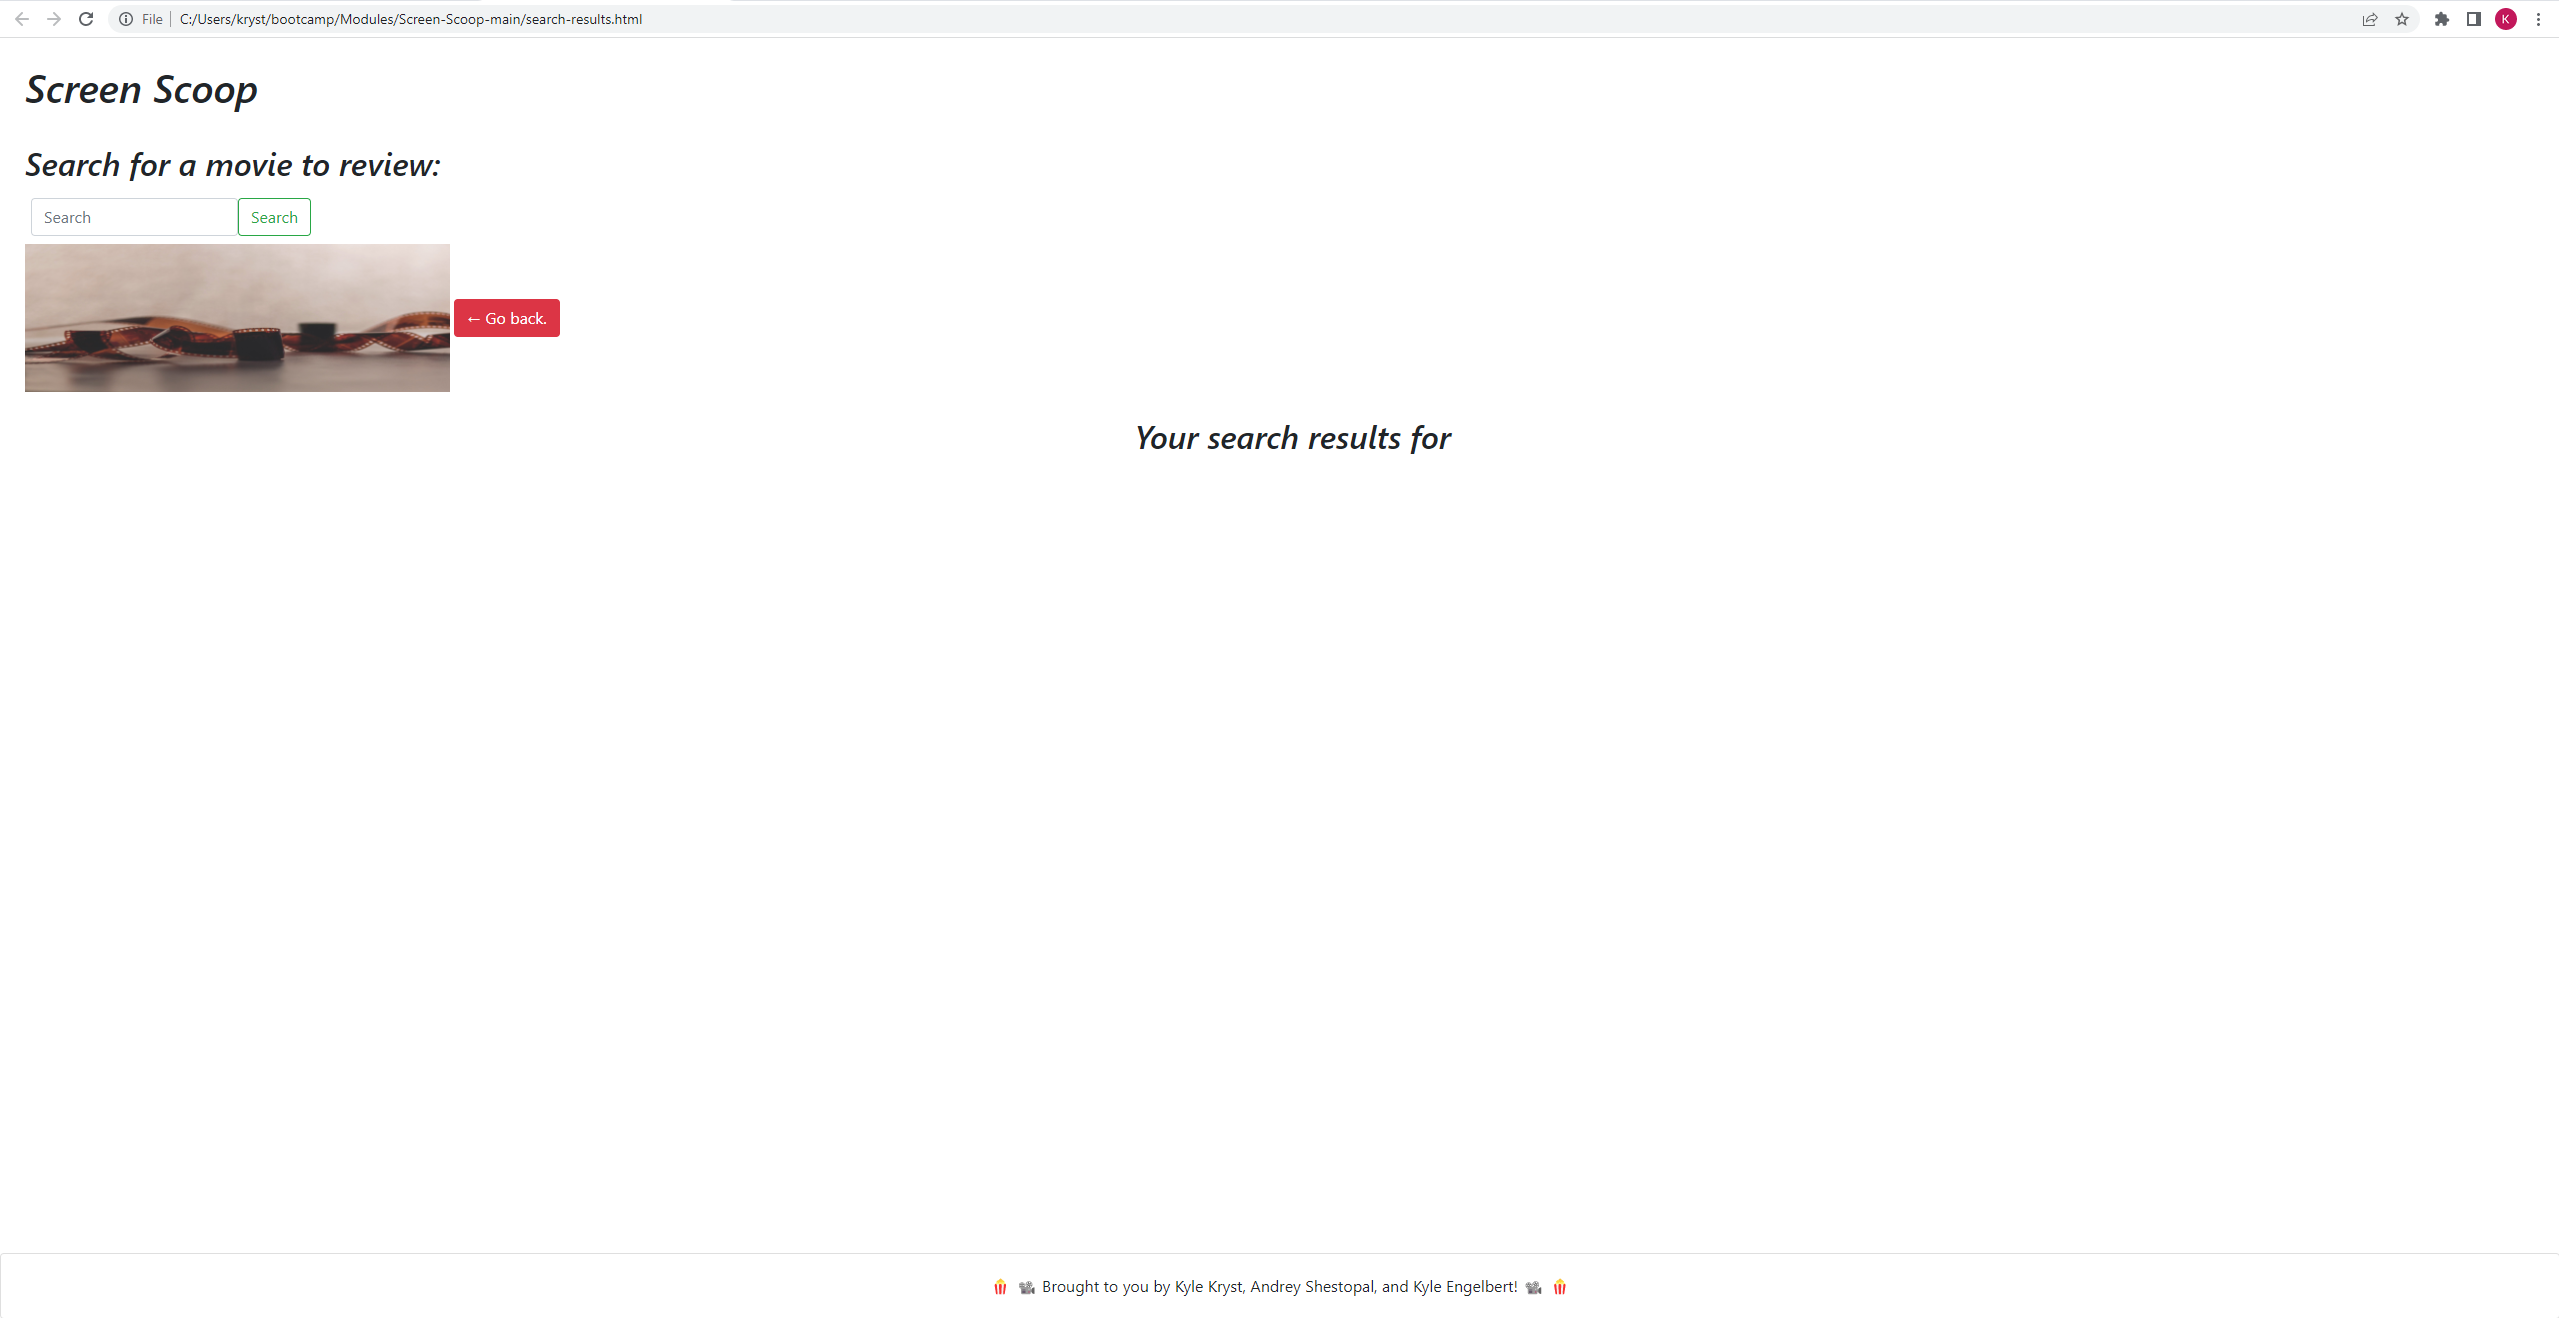 File | C:/Users/kryst/bootcamp/Modules/Screen-Scoop-main/search-results.html
K
Screen Scoop
Search for a movie to review:
Search
Search
← Go back.
Your search results for
🍿 📽 Brought to you by Kyle Kryst, Andrey Shestopal, and Kyle Engelbert! 📽 🍿